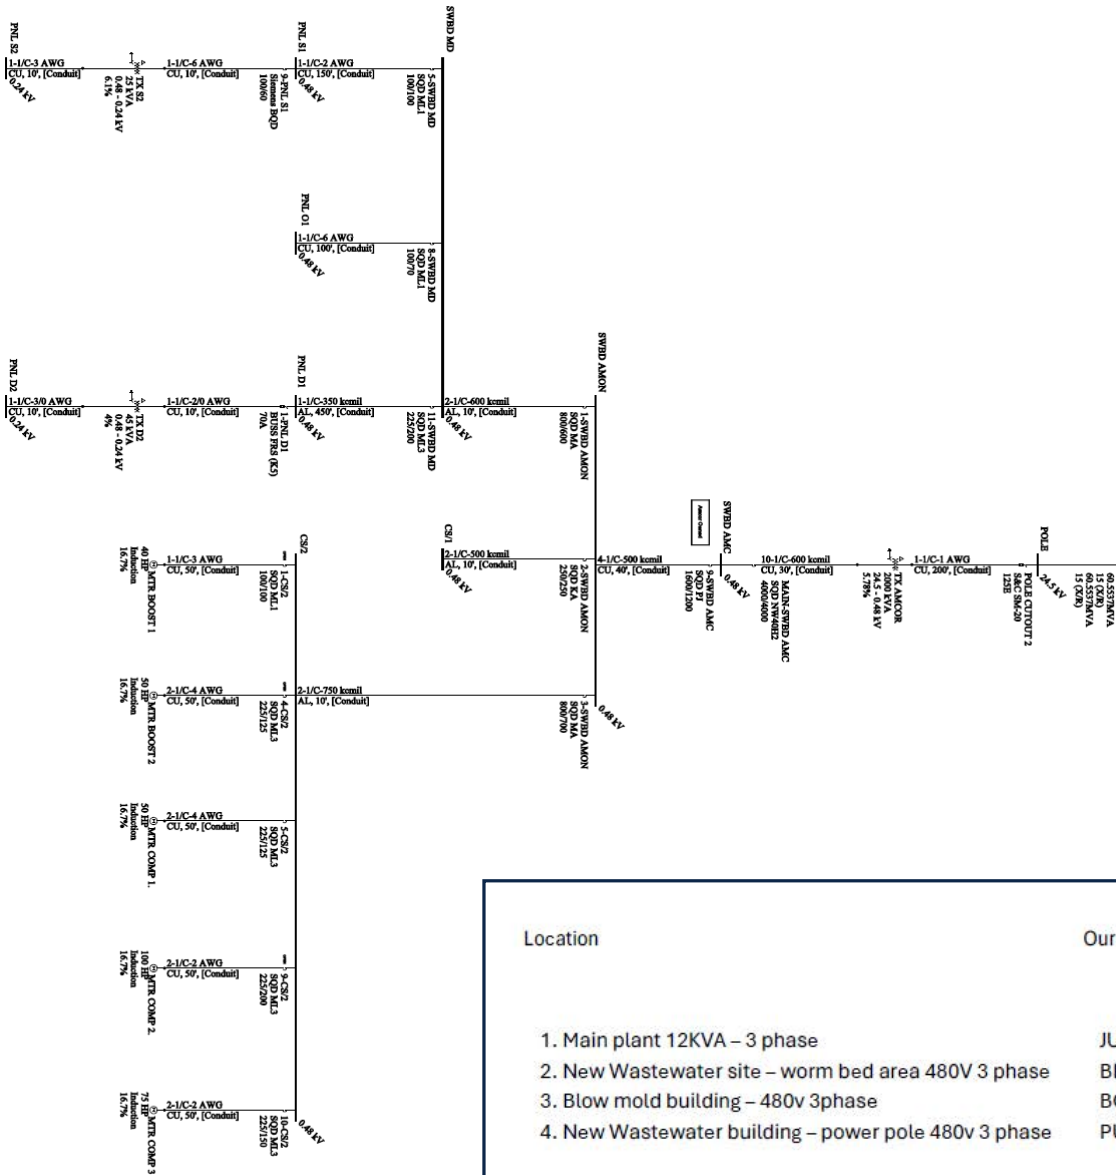 SWBD MD
PNL S1
PNL S2
1-1/C-3 AWG
CU, 10', [Conduit]
0.24 kV
TX S2
25 kVA
0.48 - 0.24 kV
6.1%
1-1/C-6 AWG
CU, 10', [Conduit]
9-PNL S1
Siemens BQD
100/60
1-1/C-2 AWG
CU, 150', [Conduit]
0.48 kV
5-SWBD MD
SQD ML1
100/100
PNL O1
1-1/C-6 AWG
CU, 100', [Conduit]
0.48 kV
8-SWBD MD
SQD ML1
100/70
PNL D2
1-1/C-3/0 AWG
CU, 10', [Conduit]
0.24 kV
TX D2
45 kVA
0.48 - 0.24 kV
4%
1-1/C-2/0 AWG
CU, 10', [Conduit]
1-PNL D1
BUSS FRS (K5)
70A
PNL D1
1-1/C-350 kcmil
AL, 450', [Conduit]
0.48 kV
11-SWBD MD
SQD ML3
225/200
2-1/C-600 kcmil
AL, 10', [Conduit]
0.48 kV
1-SWBD AMON
SQD MA
800/600
SWBD AMON
CS/1
2-1/C-500 kcmil
AL, 10', [Conduit]
0.48 kV
2-SWBD AMON
SQD KA
250/250
4-1/C-500 kcmil
CU, 40', [Conduit]
9-SWBD AMC
SQD PJ
1600/1200
SWBD AMC
0.48 kV
10-1/C-600 kcmil
CU, 30', [Conduit]
MAIN-SWBD AMC
SQD NW40H2
4000/4000
TX AMCOR
2000 kVA
24.5 - 0.48 kV
5.78%
1-1/C-1 AWG
CU, 200', [Conduit]
POLE CUTOUT 2
S&C SM-20
125E
POLE
24.5 kV
60.5537MVA
15 (X/R)
60.5537MVA
15 (X/R)
CS/2
40 HP
Induction
16.7%
MTR BOOST 1
1-1/C-3 AWG
CU, 50', [Conduit]
1-CS/2
SQD ML1
100/100
50 HP
Induction
16.7%
MTR BOOST 2
2-1/C-4 AWG
CU, 50', [Conduit]
4-CS/2
SQD ML3
225/125
2-1/C-750 kcmil
AL, 10', [Conduit]
3-SWBD AMON
SQD MA
800/700
0.48 kV
50 HP
Induction
16.7%
MTR COMP 1.
2-1/C-4 AWG
CU, 50', [Conduit]
5-CS/2
SQD ML3
225/125
100 HP
Induction
16.7%
MTR COMP 2.
2-1/C-2 AWG
CU, 50', [Conduit]
9-CS/2
SQD ML3
225/200
75 HP
Induction
16.7%
MTR COMP 3
2-1/C-2 AWG
CU, 50', [Conduit]
10-CS/2
SQD ML3
225/150
0.48 kV
Location Our
1. Main plant 12KVA – 3 phase
2. New Wastewater site – worm bed area 480V 3 phase
3. Blow mold building – 480v 3phase
4. New Wastewater building – power pole 480v 3 phase